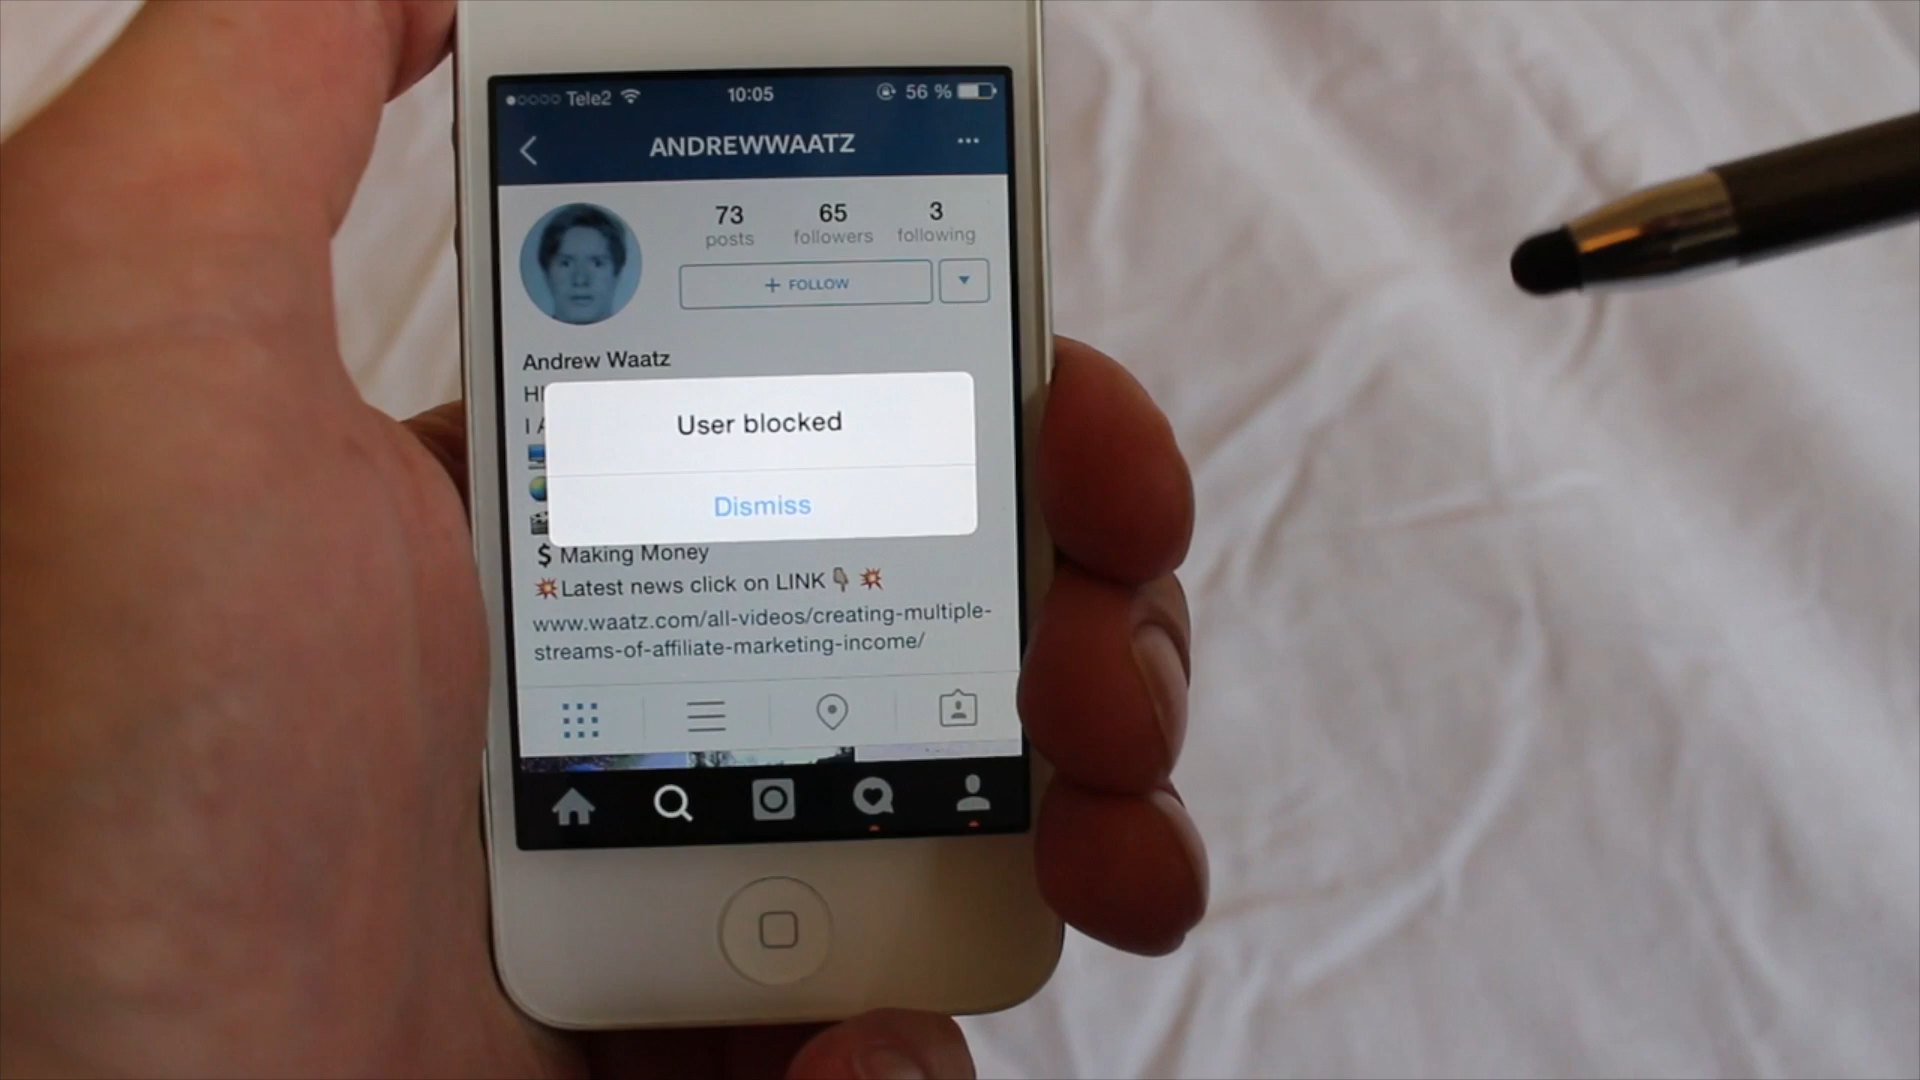 Tele2 10:05 56 %
ANDREWWAATZ
73 65 3
posts followers following
+ FOLLOW
Andrew Waatz
User blocked
Dismiss
$ Making Money
💥Latest news click on LINK👇💥
www.waatz.com/all-videos/creating-multiple-
streams-of-affiliate-marketing-income/